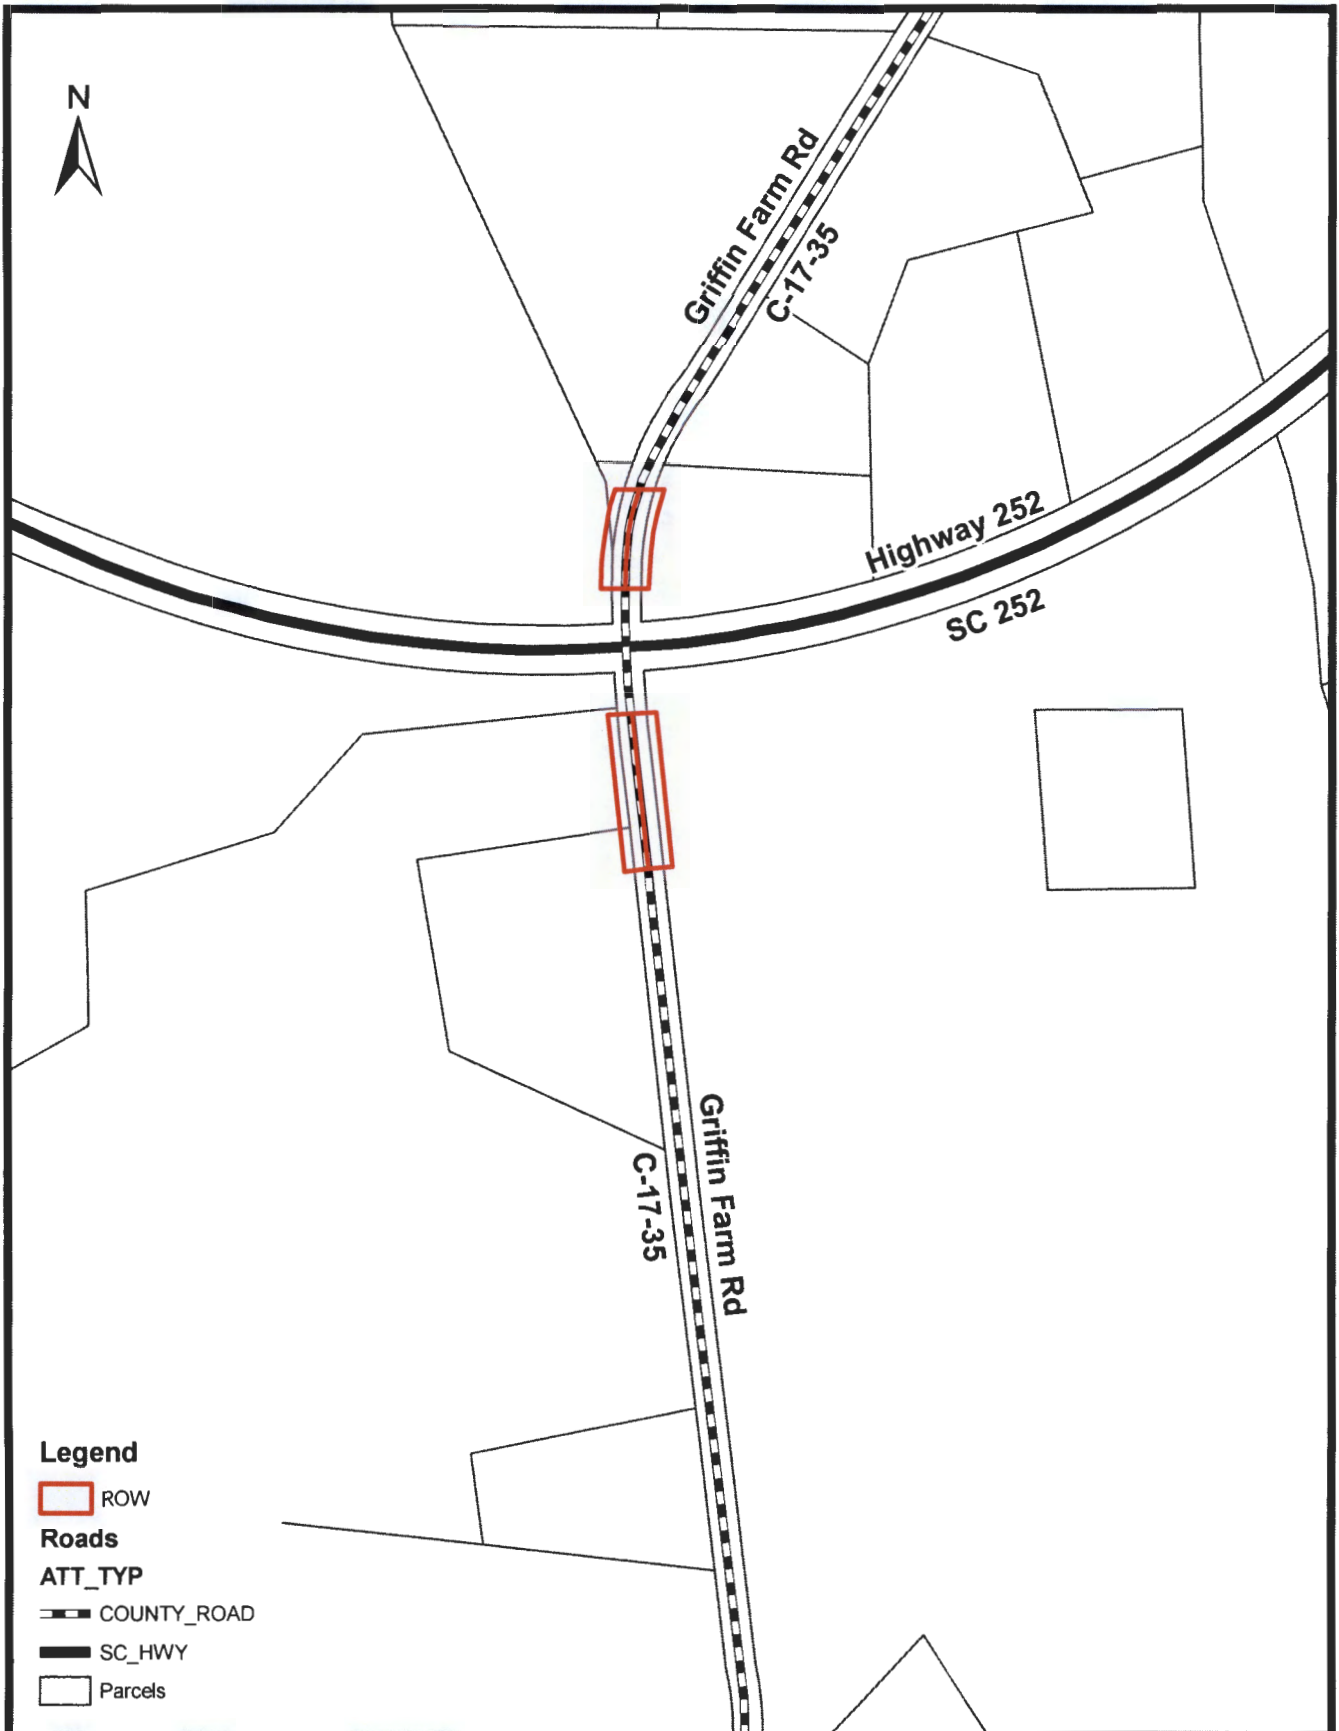 N
Griffin Farm Rd
C-17-35
Highway 252
SC 252
Griffin Farm Rd
C-17-35
Legend
ROW
Roads
ATT_TYP
COUNTY_ROAD
SC_HWY
Parcels